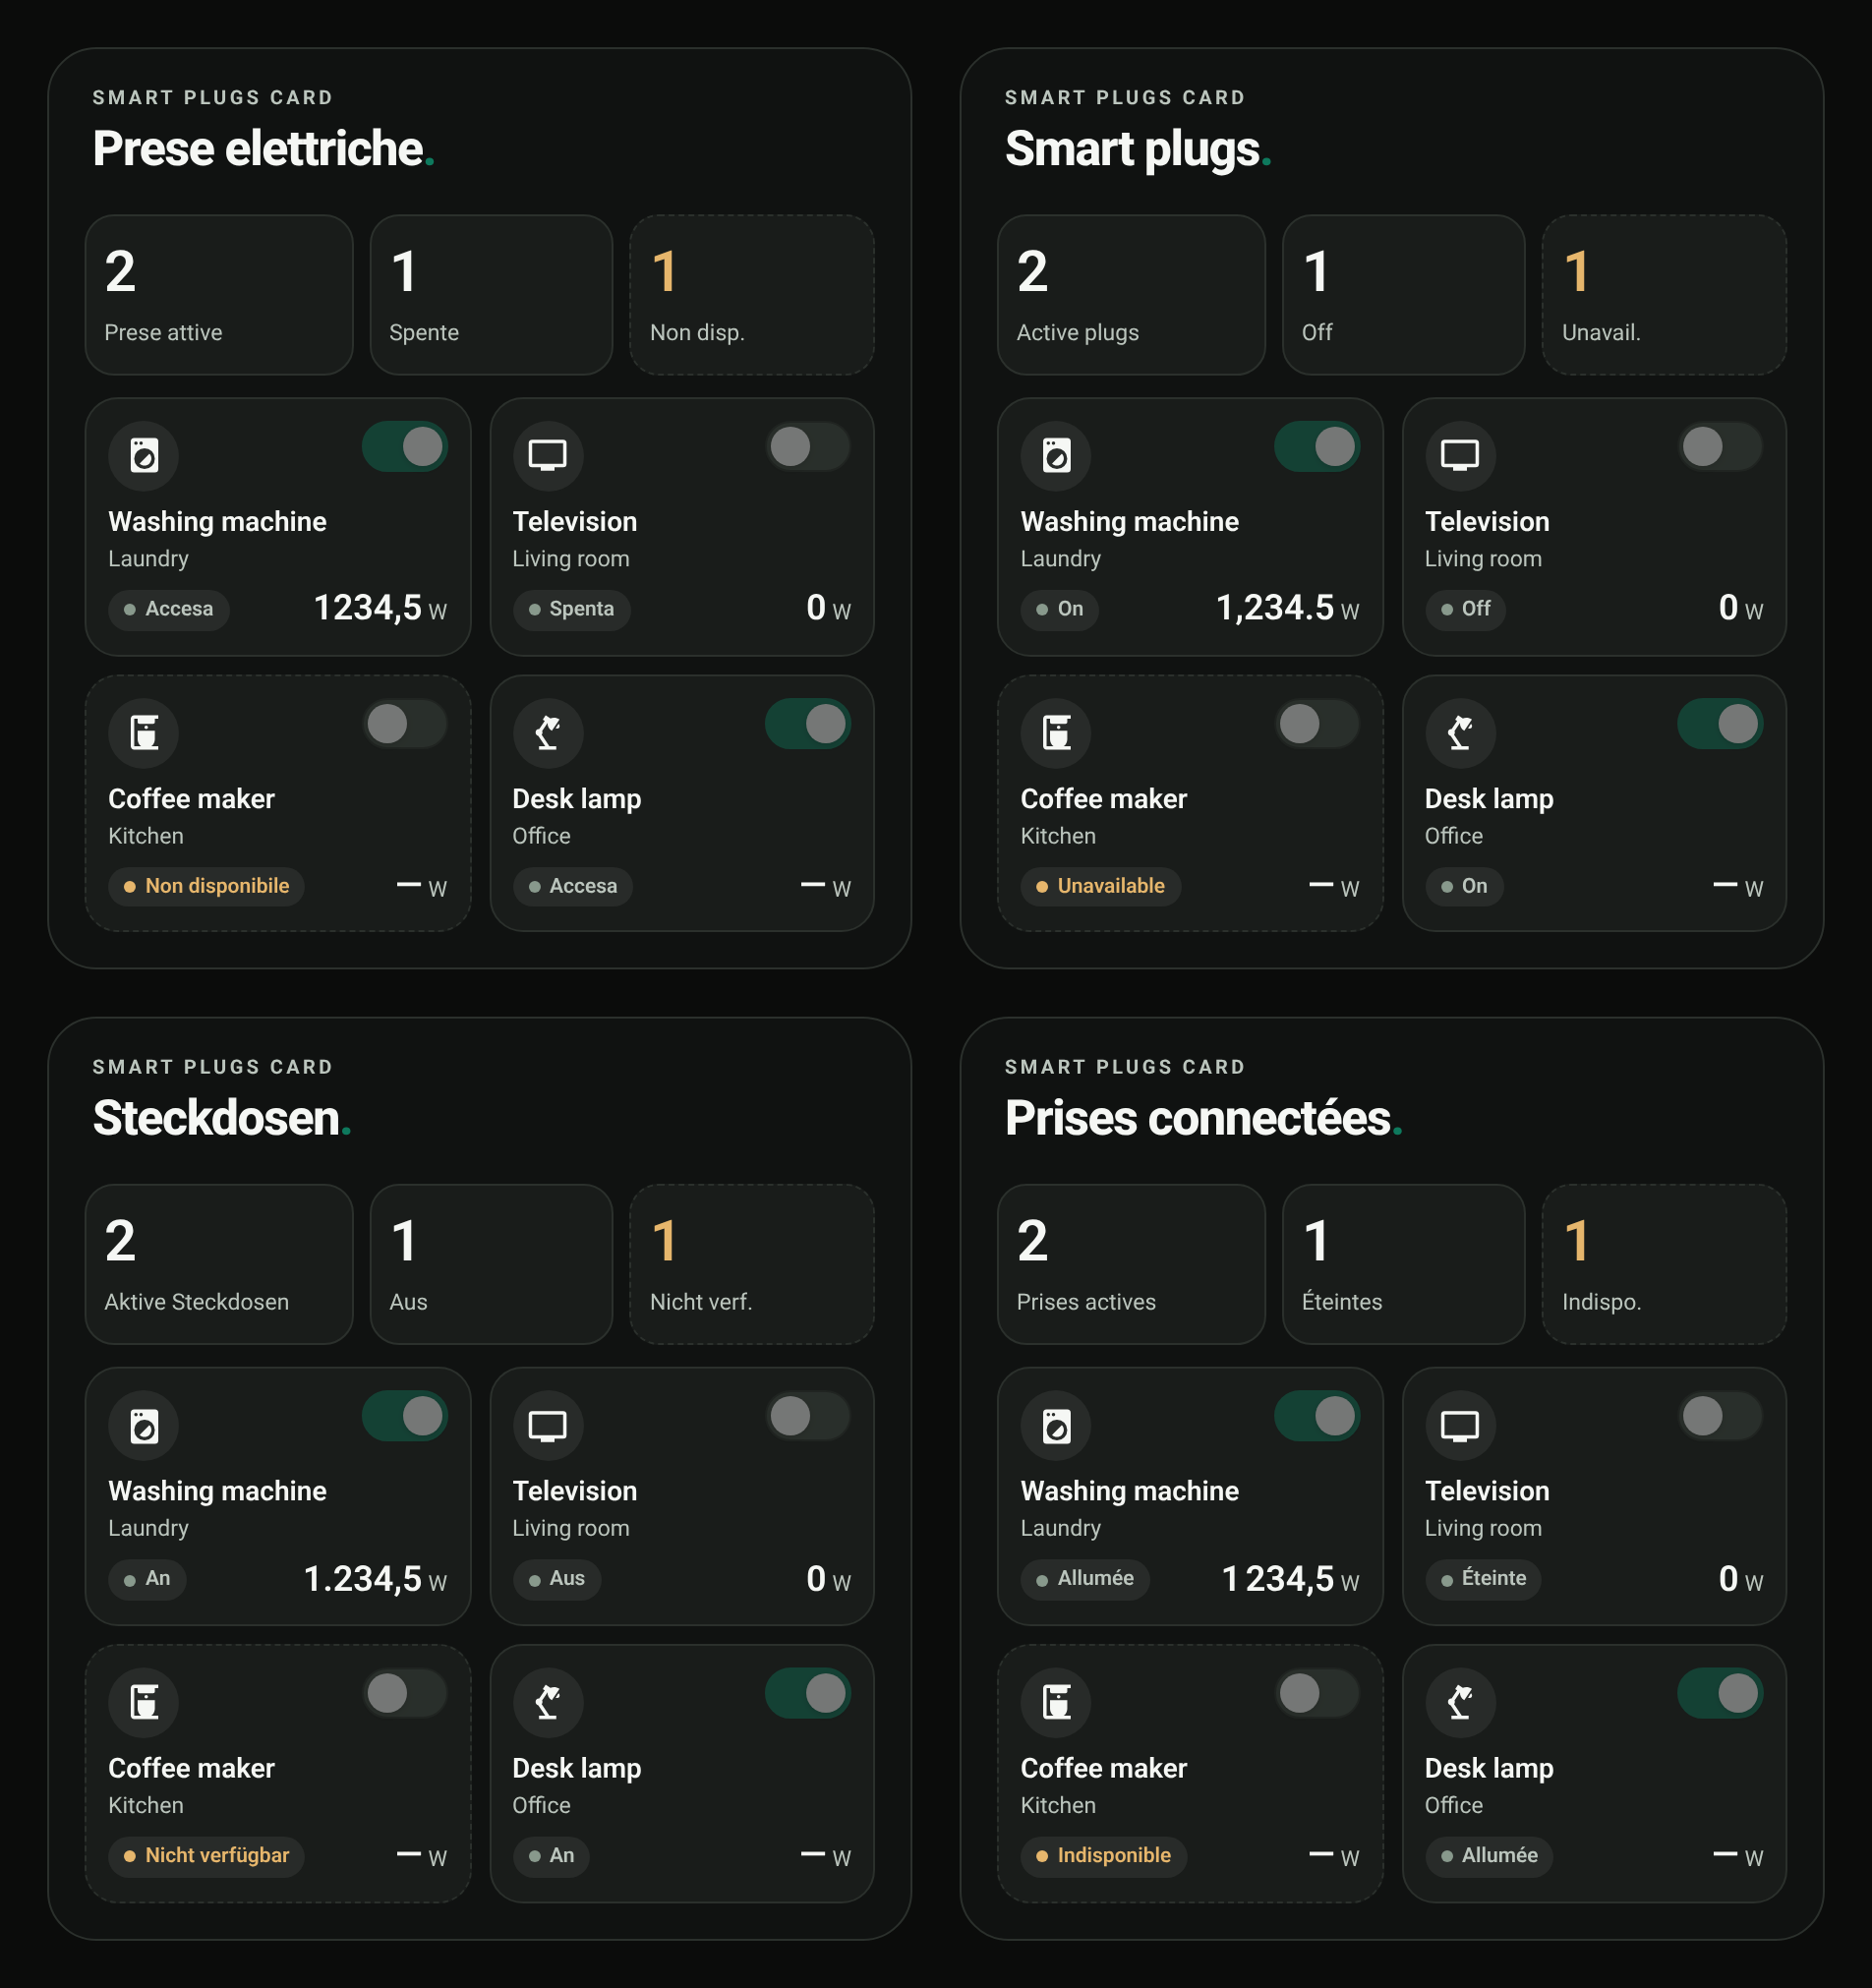 SMART PLUGS CARD
Prese elettriche.
2
Prese attive
1
Spente
1
Non disp.
Washing machine
Laundry
Accesa
1234,5 W
Television
Living room
Spenta
0 W
Coffee maker
Kitchen
Non disponibile
— W
Desk lamp
Office
Accesa
— W
SMART PLUGS CARD
Smart plugs.
2
Active plugs
1
Off
1
Unavail.
Washing machine
Laundry
On
1,234.5 W
Television
Living room
Off
0 W
Coffee maker
Kitchen
Unavailable
— W
Desk lamp
Office
On
— W
SMART PLUGS CARD
Steckdosen.
2
Aktive Steckdosen
1
Aus
1
Nicht verf.
Washing machine
Laundry
An
1.234,5 W
Television
Living room
Aus
0 W
Coffee maker
Kitchen
Nicht verfügbar
— W
Desk lamp
Office
An
— W
SMART PLUGS CARD
Prises connectées.
2
Prises actives
1
Éteintes
1
Indispo.
Washing machine
Laundry
Allumée
1 234,5 W
Television
Living room
Éteinte
0 W
Coffee maker
Kitchen
Indisponible
— W
Desk lamp
Office
Allumée
— W